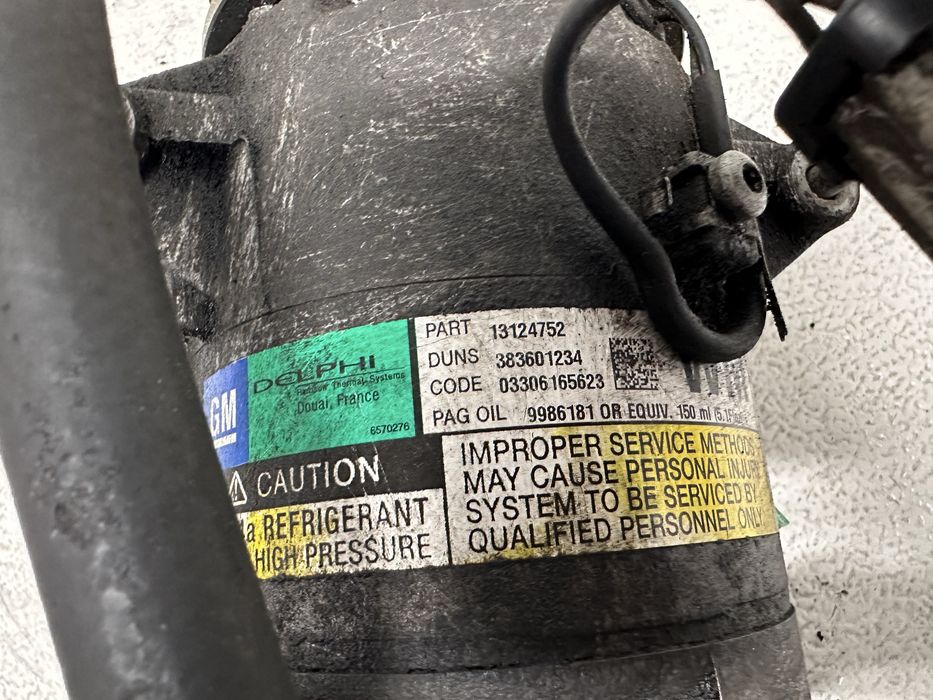 GM
DELPHI
Thermal Systems
Douai, France
6570276
PART 13124752
DUNS 383601234
CODE 03306165623
PAG OIL 9986181 OR EQUIV. 150 ml
CAUTION
a REFRIGERANT
HIGH PRESSURE
IMPROPER SERVICE METHODS
MAY CAUSE PERSONAL INJURY
SYSTEM TO BE SERVICED BY
QUALIFIED PERSONNEL ONLY